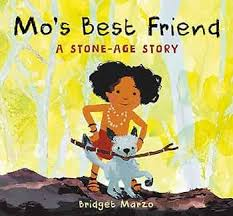 Mo's Best Friend
A STONE-AGE STORY
Bridget Marzo